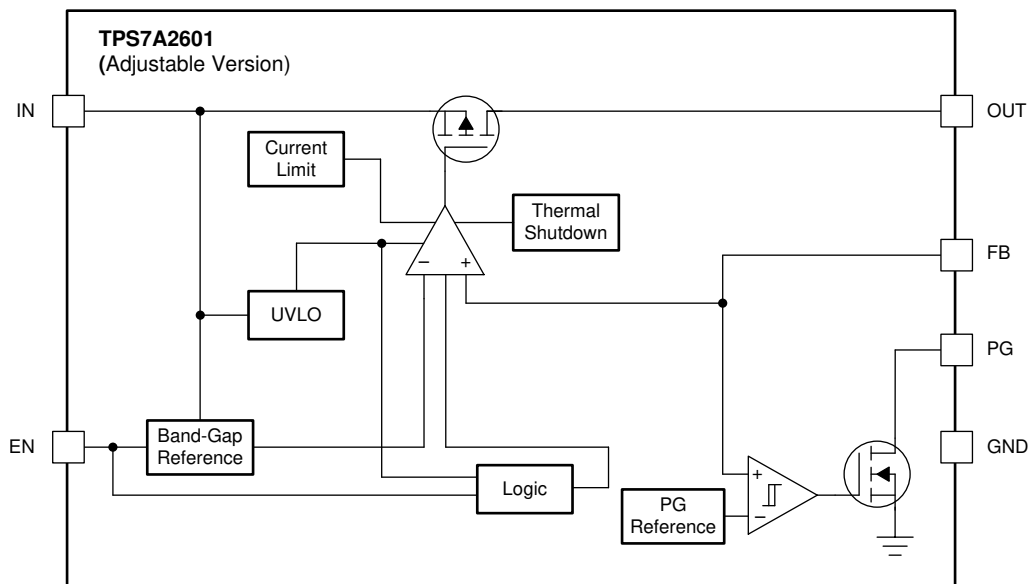 TPS7A2601
(Adjustable Version)
IN
OUT
Current
Limit
Thermal
Shutdown
− +
FB
UVLO
PG
EN
Band-Gap
Reference
GND
Logic
+
PG
Reference
−